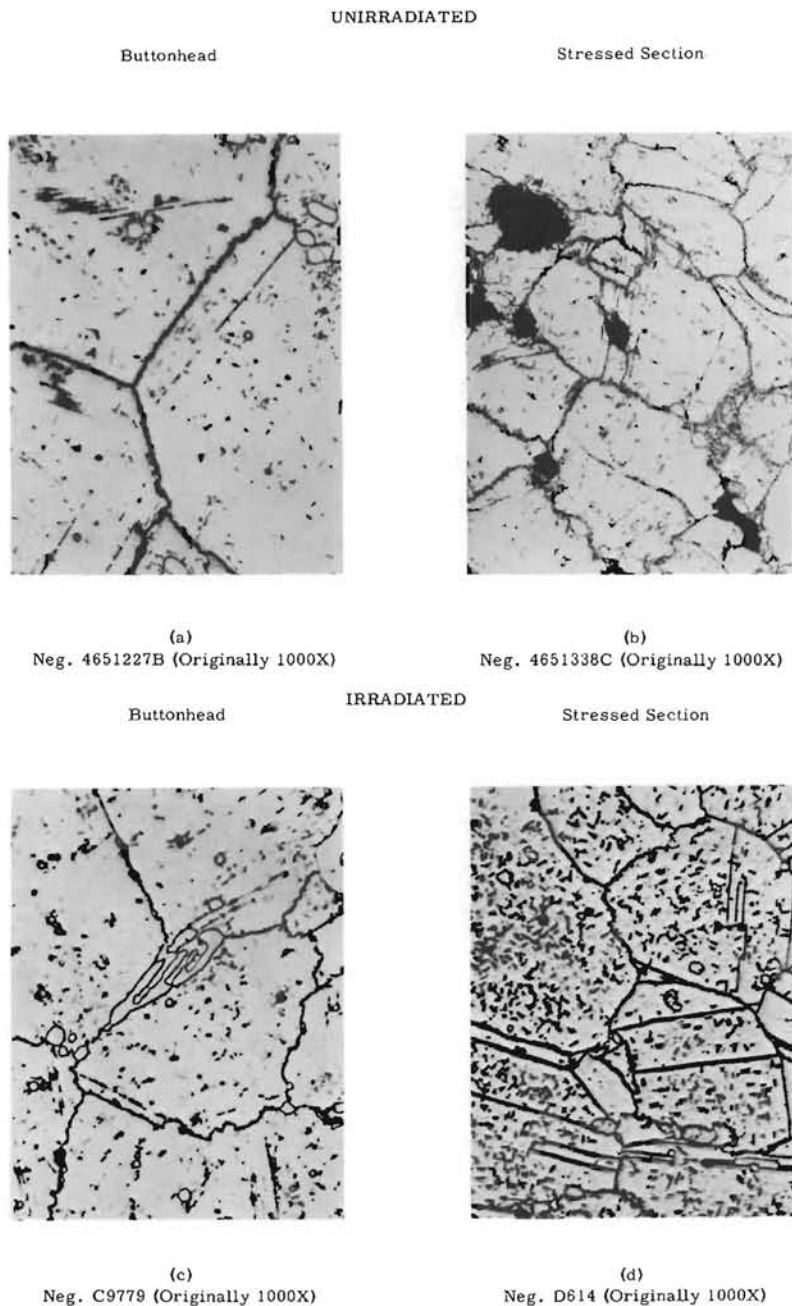 UNIRRADIATED
Buttonhead Stressed Section
(a) (b)
Neg. 4651227B (Originally 1000X) Neg. 4651338C (Originally 1000X)
IRRADIATED
Buttonhead Stressed Section
(c) (d)
Neg. C9779 (Originally 1000X) Neg. D614 (Originally 1000X)